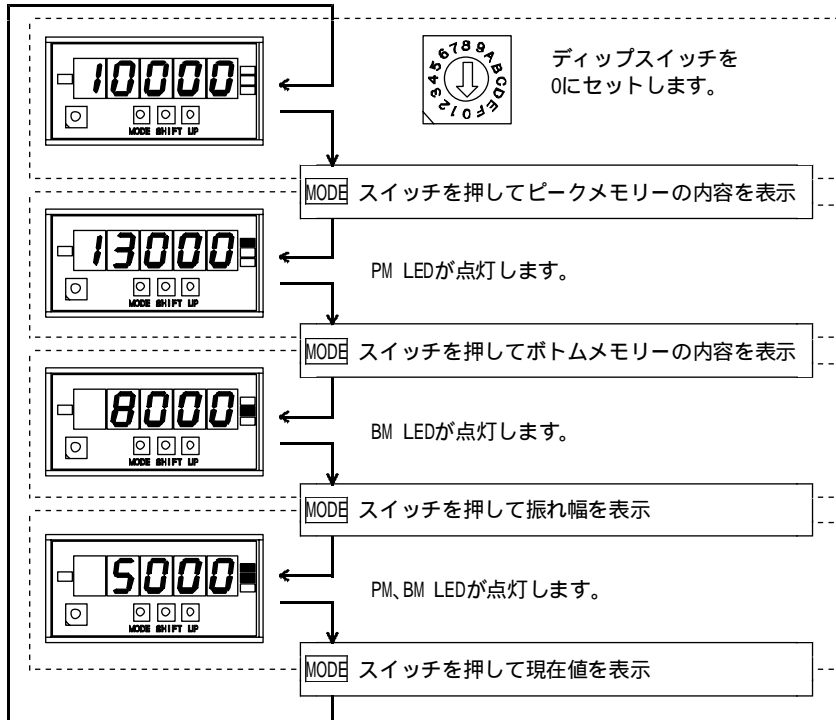 10000
MODE SHIFT UP
0123456789ABCDEF
ディップスイッチを
0にセットします。
MODE スイッチを押してピークメモリーの内容を表示
13000
MODE SHIFT UP
PM LEDが点灯します。
MODE スイッチを押してボトムメモリーの内容を表示
8000
MODE SHIFT UP
BM LEDが点灯します。
MODE スイッチを押して振れ幅を表示
5000
MODE SHIFT UP
PM、BM LEDが点灯します。
MODE スイッチを押して現在値を表示